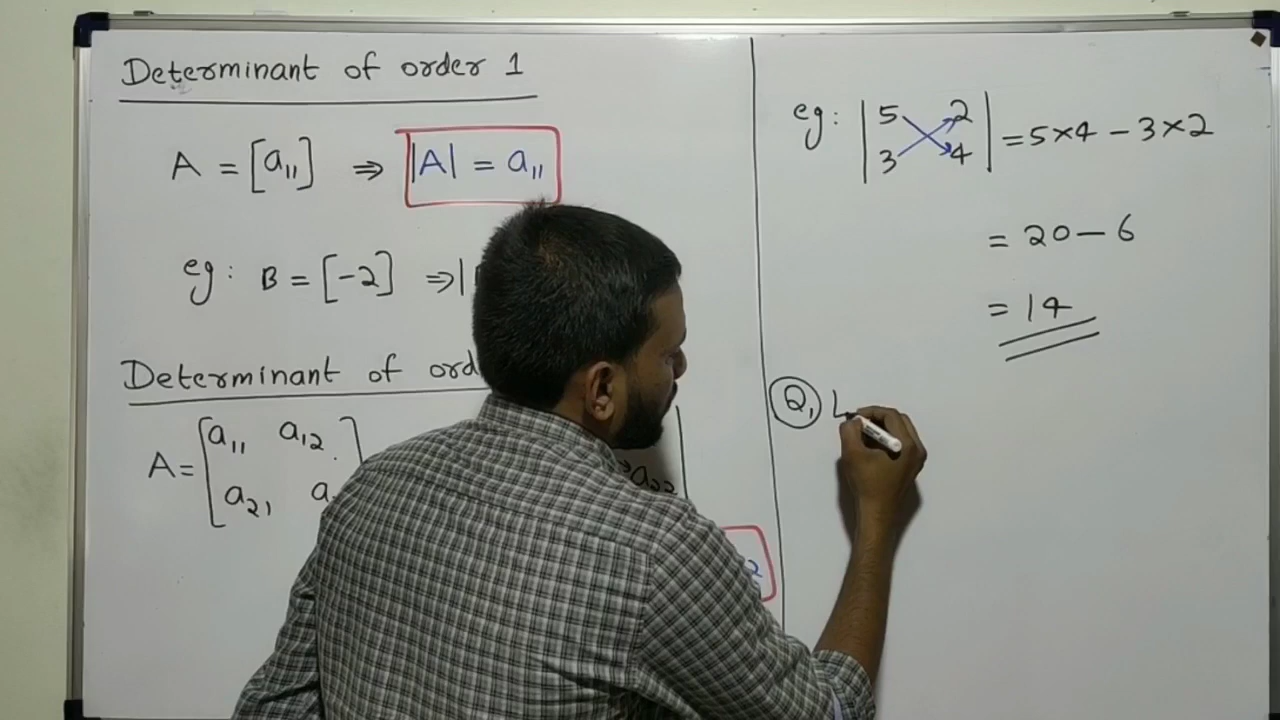 Determinant of order 1
A = [a₁₁] ⇒ |A| = a₁₁
eg: B = [-2] ⇒ |
Determinant of ord
A = [a₁₁ a₁₂
a₂₁ a
a₂₂|
2
eg: |5 2
3 4| = 5×4 − 3×2
= 20 − 6
= 14
Q₁